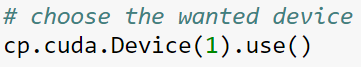 # choose the wanted device
cp.cuda.Device(1).use()